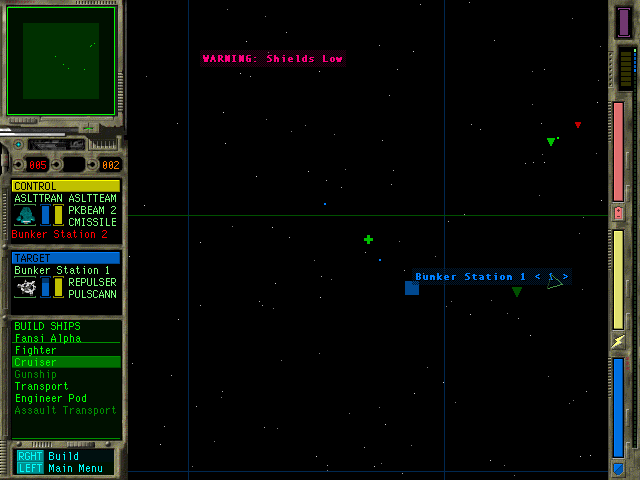 WARNING: Shields Low
005 002
CONTROL
ASLTTRAN ASLTTEAM
PKBEAM 2
CMISSILE
Bunker Station 2
TARGET
Bunker Station 1
REPULSER
PULSCANN
Bunker Station 1 < 1 >
BUILD SHIPS
Fansi Alpha
Fighter
Cruiser
Gunship
Transport
Engineer Pod
Assault Transport
RGHT Build
LEFT Main Menu